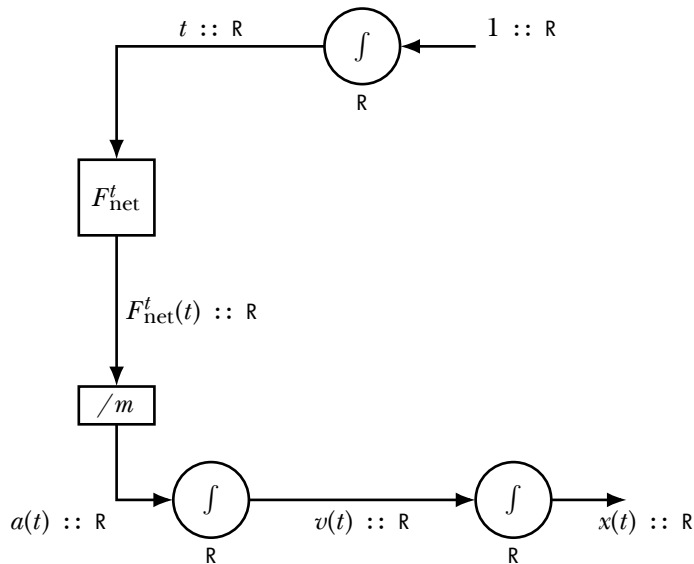 t :: R
∫
1 :: R
R
F^t_net
F^t_net(t) :: R
/m
∫
∫
a(t) :: R
v(t) :: R
x(t) :: R
R
R